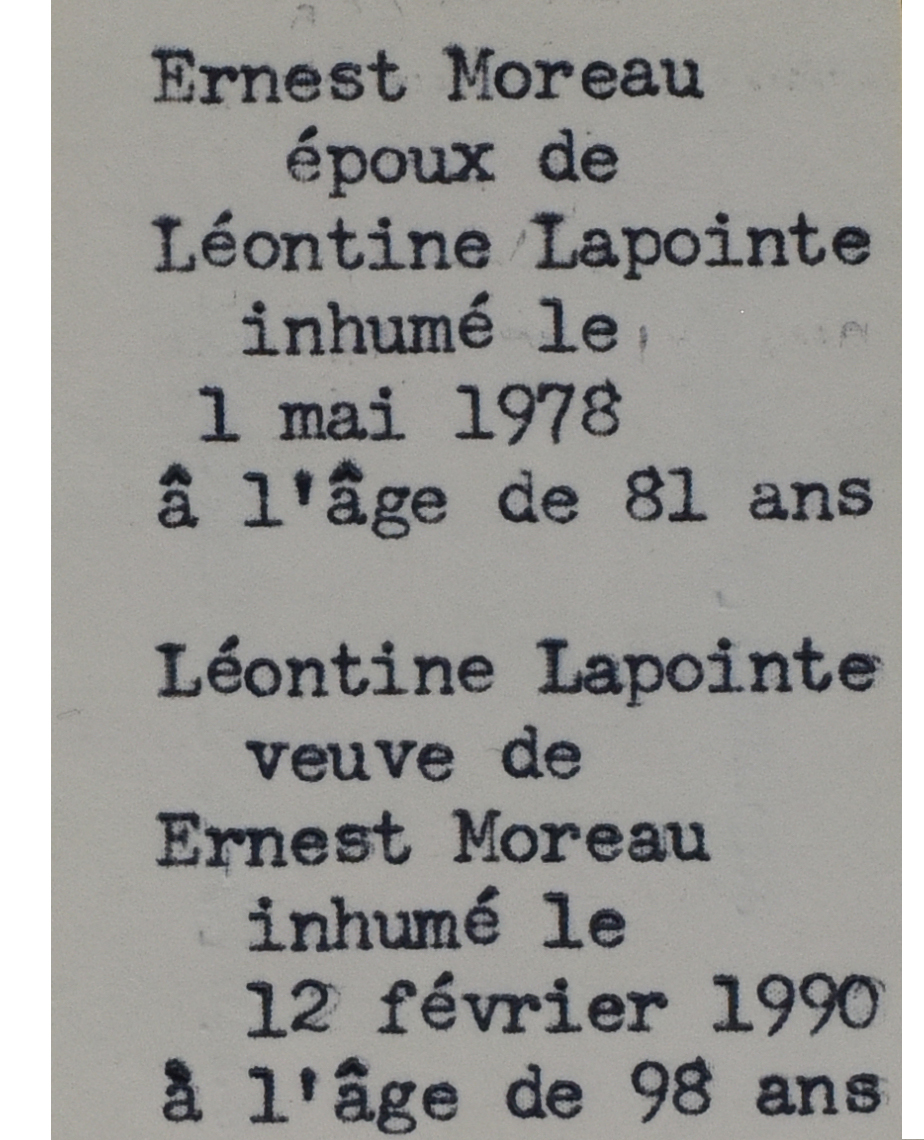 Ernest Moreau
époux de
Léontine Lapointe
inhumé le
1 mai 1978
â l'âge de 81 ans
Léontine Lapointe
veuve de
Ernest Moreau
inhumé le
12 février 1990
à l'âge de 98 ans